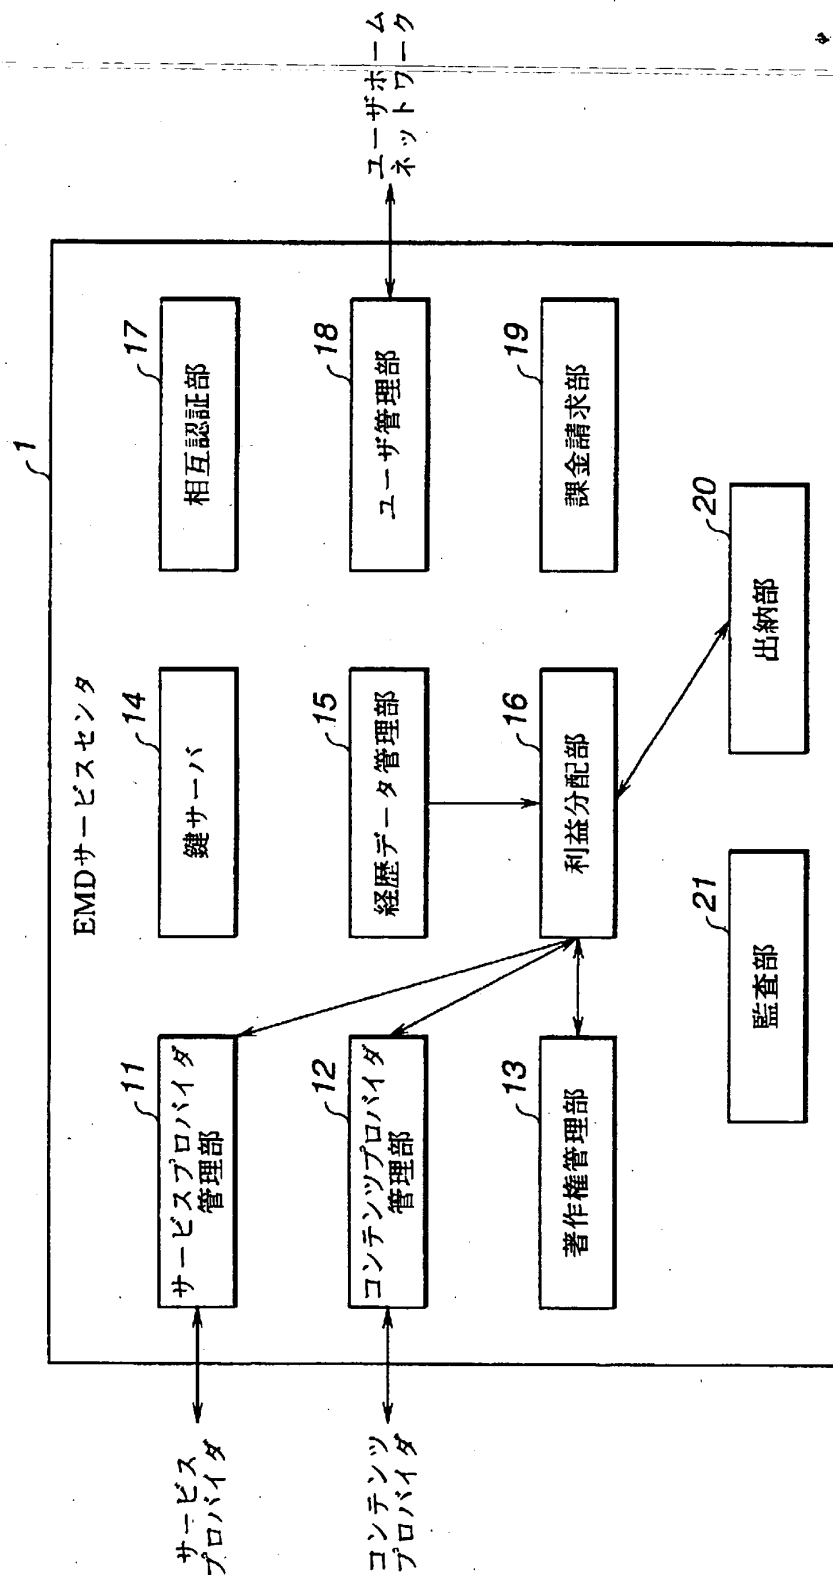 1
EMDサービスセンタ
サービス
プロバイダ
サービスプロバイダ
管理部
11
鍵サーバ
14
相互認証部
17
コンテンツ
プロバイダ
コンテンツプロバイダ
管理部
12
経歴データ管理部
15
ユーザ管理部
18
ユーザホーム
ネットワーク
著作権管理部
13
利益分配部
16
課金請求部
19
監査部
21
出納部
20